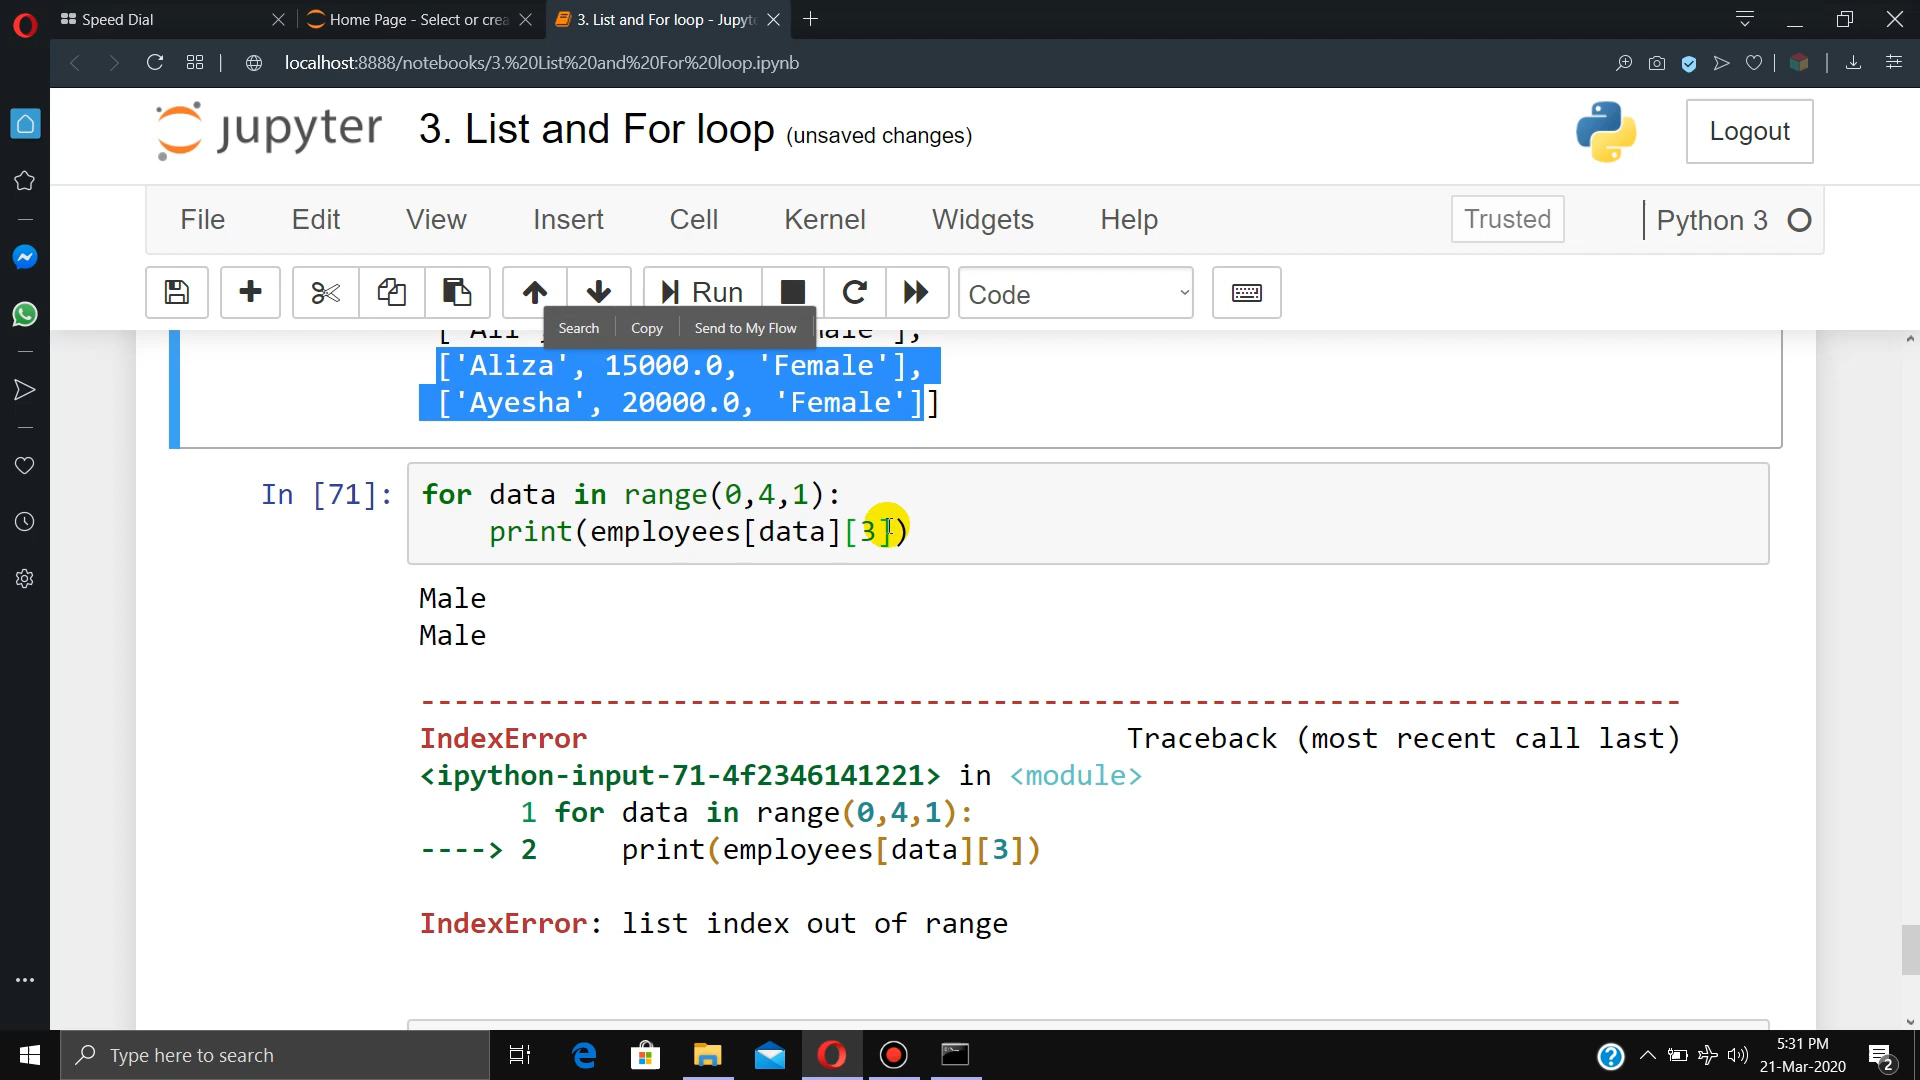 Speed Dial
Home Page - Select or crea
3. List and For loop - Jupyt
localhost:8888/notebooks/3.%20List%20and%20For%20loop.ipynb
jupyter 3. List and For loop (unsaved changes)
Logout
File Edit View Insert Cell Kernel Widgets Help
Trusted
Python 3
Run
Code
Search Copy Send to My Flow
['Aliza', 15000.0, 'Female'],
['Ayesha', 20000.0, 'Female']]
In [71]: for data in range(0,4,1):
print(employees[data][3])
Male
Male
---------------------------------------------------------------------------
IndexError Traceback (most recent call last)
<ipython-input-71-4f2346141221> in <module>
1 for data in range(0,4,1):
----> 2 print(employees[data][3])
IndexError: list index out of range
Type here to search
5:31 PM
21-Mar-2020
2